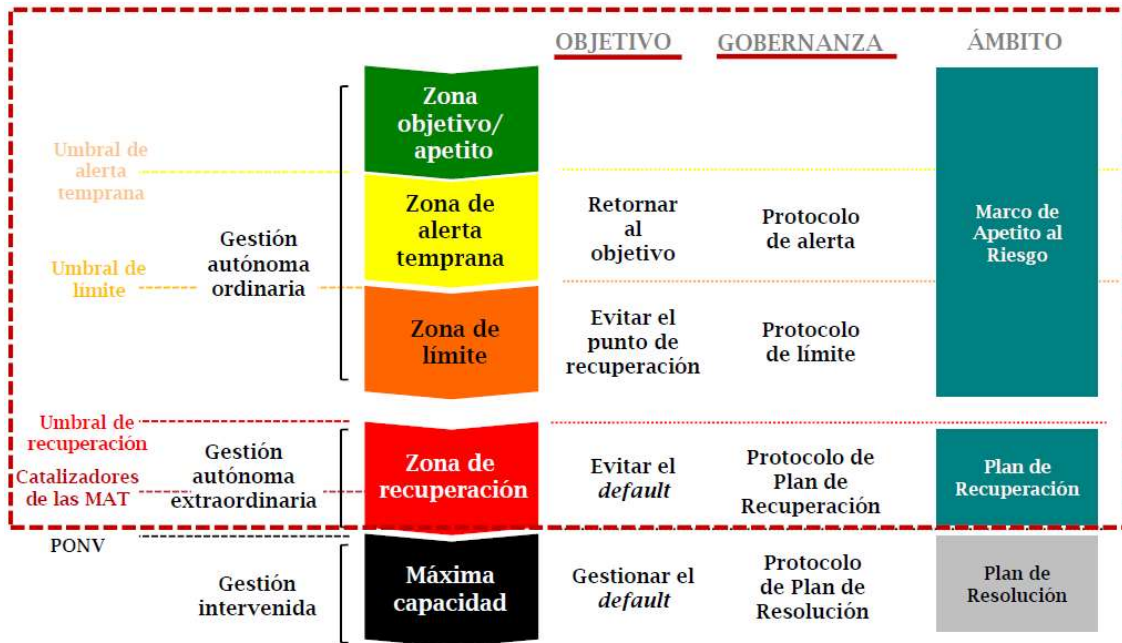 OBJETIVO
GOBERNANZA
ÁMBITO
Zona
objetivo/
apetito
Umbral de
alerta
temprana
Zona de
alerta
temprana
Retornar
al
objetivo
Protocolo
de alerta
Marco de
Apetito al
Riesgo
Gestión
autónoma
ordinaria
Umbral de
límite
Zona de
límite
Evitar el
punto de
recuperación
Protocolo
de límite
Umbral de
recuperación
Catalizadores
de las MAT
Gestión
autónoma
extraordinaria
Zona de
recuperación
Evitar el
default
Protocolo de
Plan de
Recuperación
Plan de
Recuperación
PONV
Gestión
intervenida
Máxima
capacidad
Gestionar el
default
Protocolo
de Plan de
Resolución
Plan de
Resolución